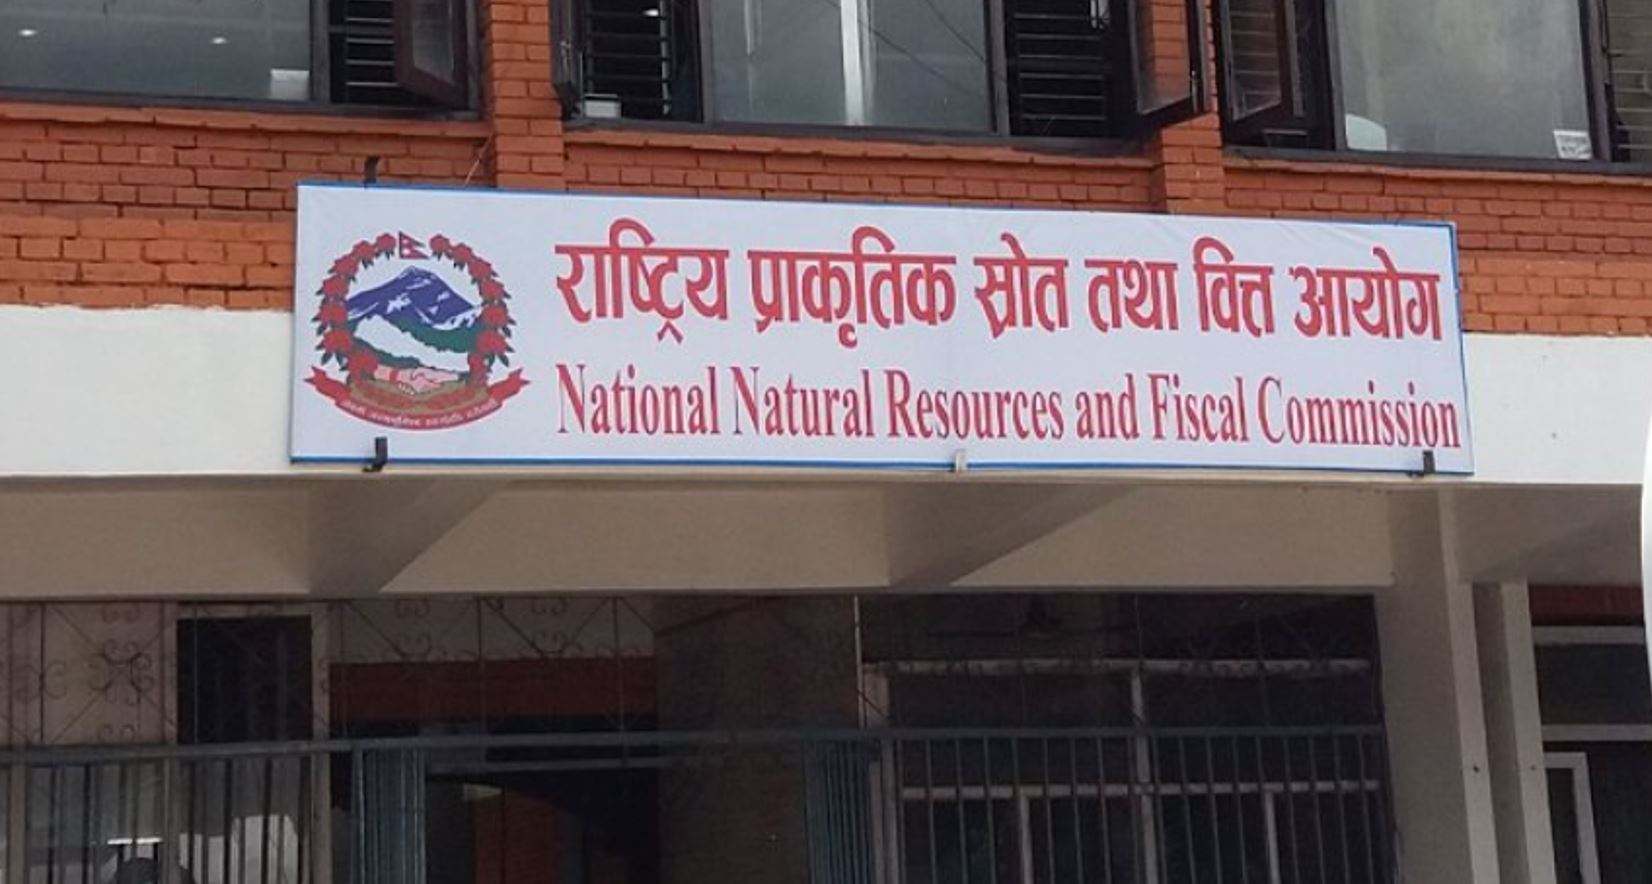 राष्ट्रिय प्राकृतिक स्रोत तथा वित्त आयोग
National Natural Resources and Fiscal Commission